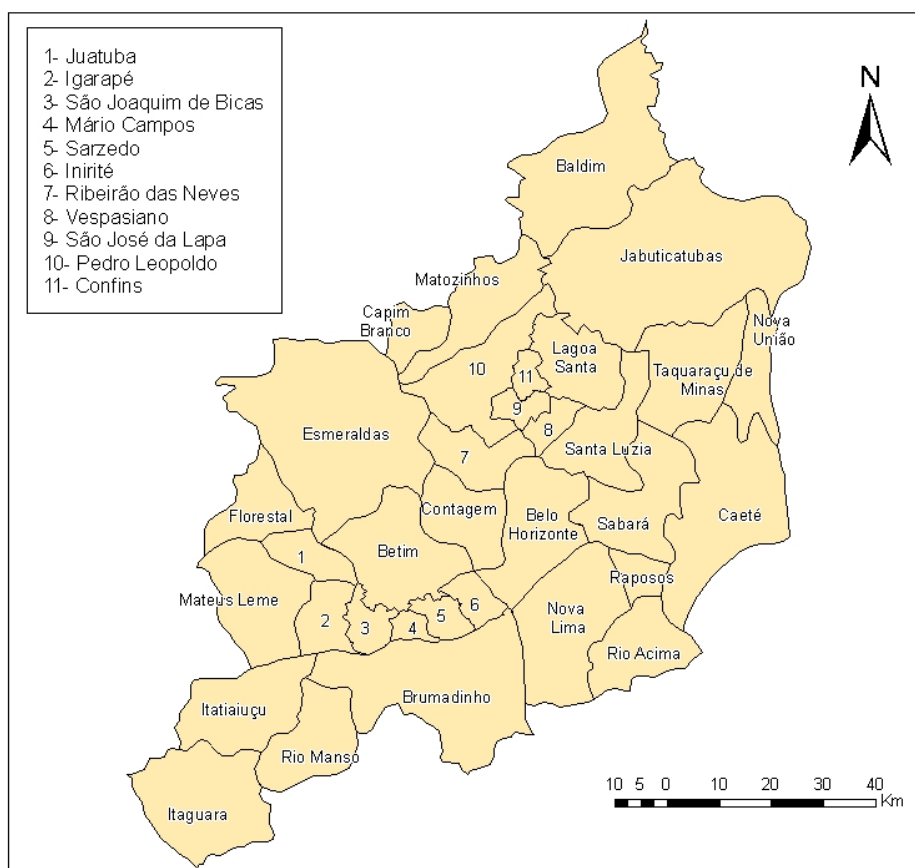 1- Juatuba
2- Igarapé
3- São Joaquim de Bicas
4- Mário Campos
5- Sarzedo
6- Inirité
7- Ribeirão das Neves
8- Vespasiano
9- São José da Lapa
10- Pedro Leopoldo
11- Confins
N
Baldim
Jabuticatubas
Matozinhos
Capim
Branco
Nova
União
Lagoa
Santa
10
11
Taquaraçu de
Minas
9
8
Esmeraldas
7
Santa Luzia
Contagem
Florestal
Belo
Horizonte
Sabará
Caeté
Betim
1
Raposos
Mateus Leme
6
5
4
3
2
Nova
Lima
Rio Acima
Brumadinho
Itatiaiuçu
Rio Manso
Itaguara
10 5 0 10 20 30 40
Km